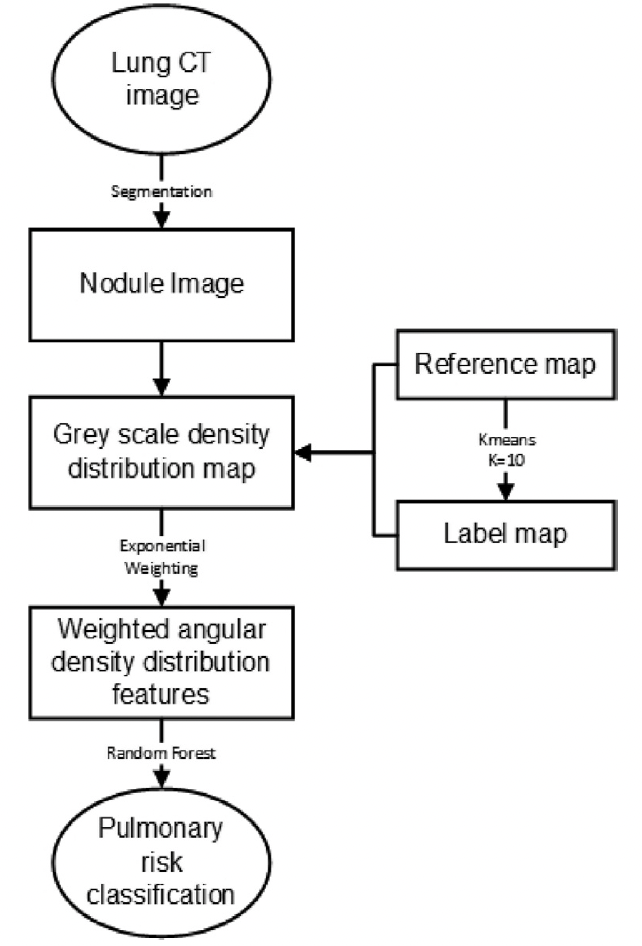 Lung CT
image
Segmentation
Nodule Image
Reference map
Grey scale density
distribution map
Kmeans
K=10
Label map
Exponential
Weighting
Weighted angular
density distribution
features
Random Forest
Pulmonary
risk
classification